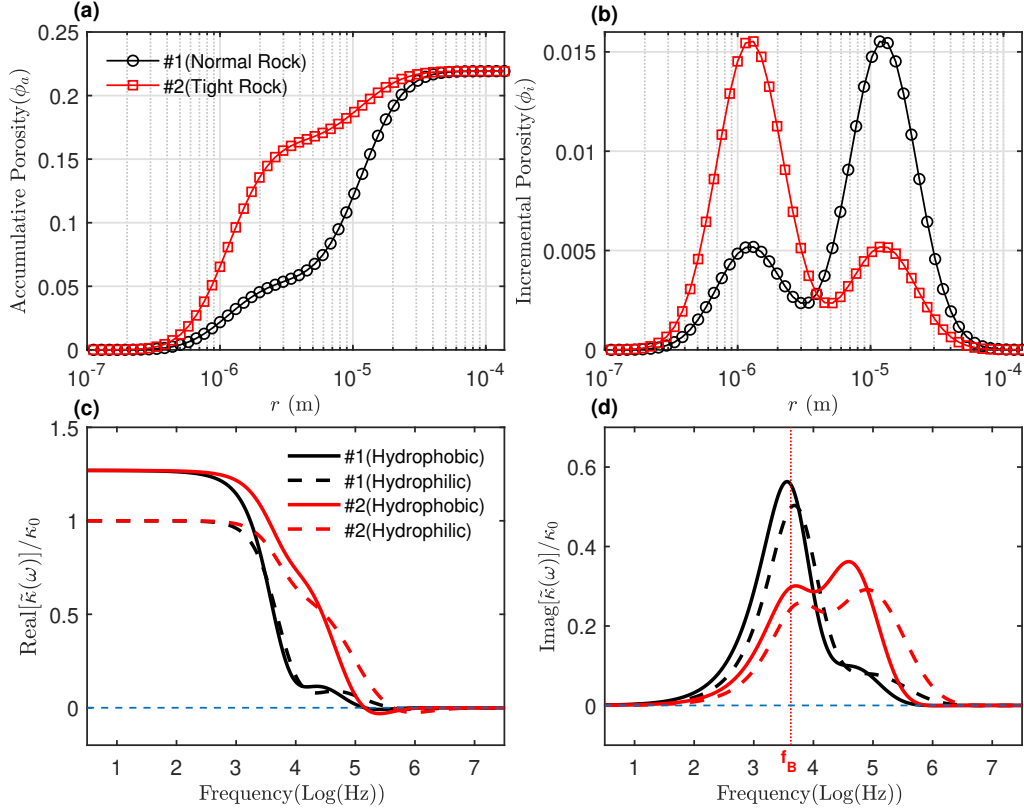 (a)
0.25
0.20
0.15
0.10
0.05
0
Accumulative Porosity(ϕₐ)
#1(Normal Rock)
#2(Tight Rock)
10⁻⁷
10⁻⁶
10⁻⁵
10⁻⁴
r (m)
(b)
0.015
0.010
0.005
0
Incremental Porosity(ϕᵢ)
10⁻⁷
10⁻⁶
10⁻⁵
10⁻⁴
r (m)
(c)
1.5
1
0.5
0
Real[κ̃(ω)]/κ₀
#1(Hydrophobic)
#1(Hydrophilic)
#2(Hydrophobic)
#2(Hydrophilic)
1 2 3 4 5 6 7
Frequency(Log(Hz))
(d)
0.6
0.4
0.2
0
Imag[κ̃(ω)]/κ₀
1 2 3 4 5 6 7
f_B
Frequency(Log(Hz))